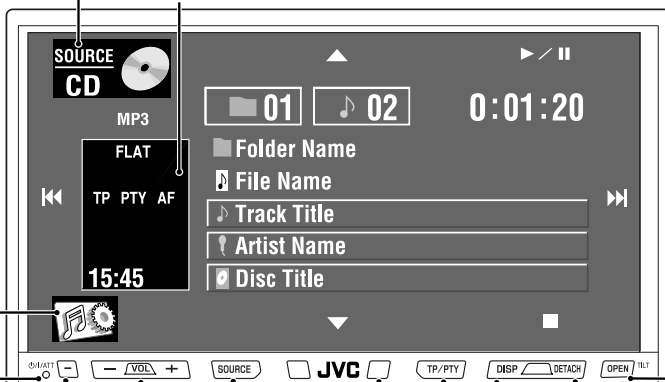 SOURCE
CD
MP3
01 02 0:01:20
FLAT
TP PTY AF
15:45
Folder Name
File Name
Track Title
Artist Name
Disc Title
/ATT
VOL
SOURCE
JVC
TP/PTY
DISP DETACH
OPEN TILT